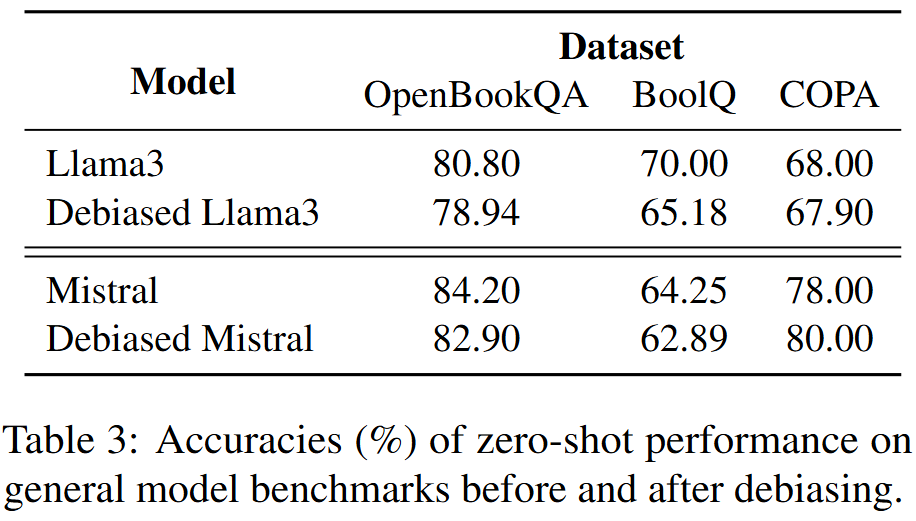 Model Dataset
OpenBookQA BoolQ COPA
Llama3 80.80 70.00 68.00
Debiased Llama3 78.94 65.18 67.90
Mistral 84.20 64.25 78.00
Debiased Mistral 82.90 62.89 80.00
Table 3: Accuracies (%) of zero-shot performance on
general model benchmarks before and after debiasing.